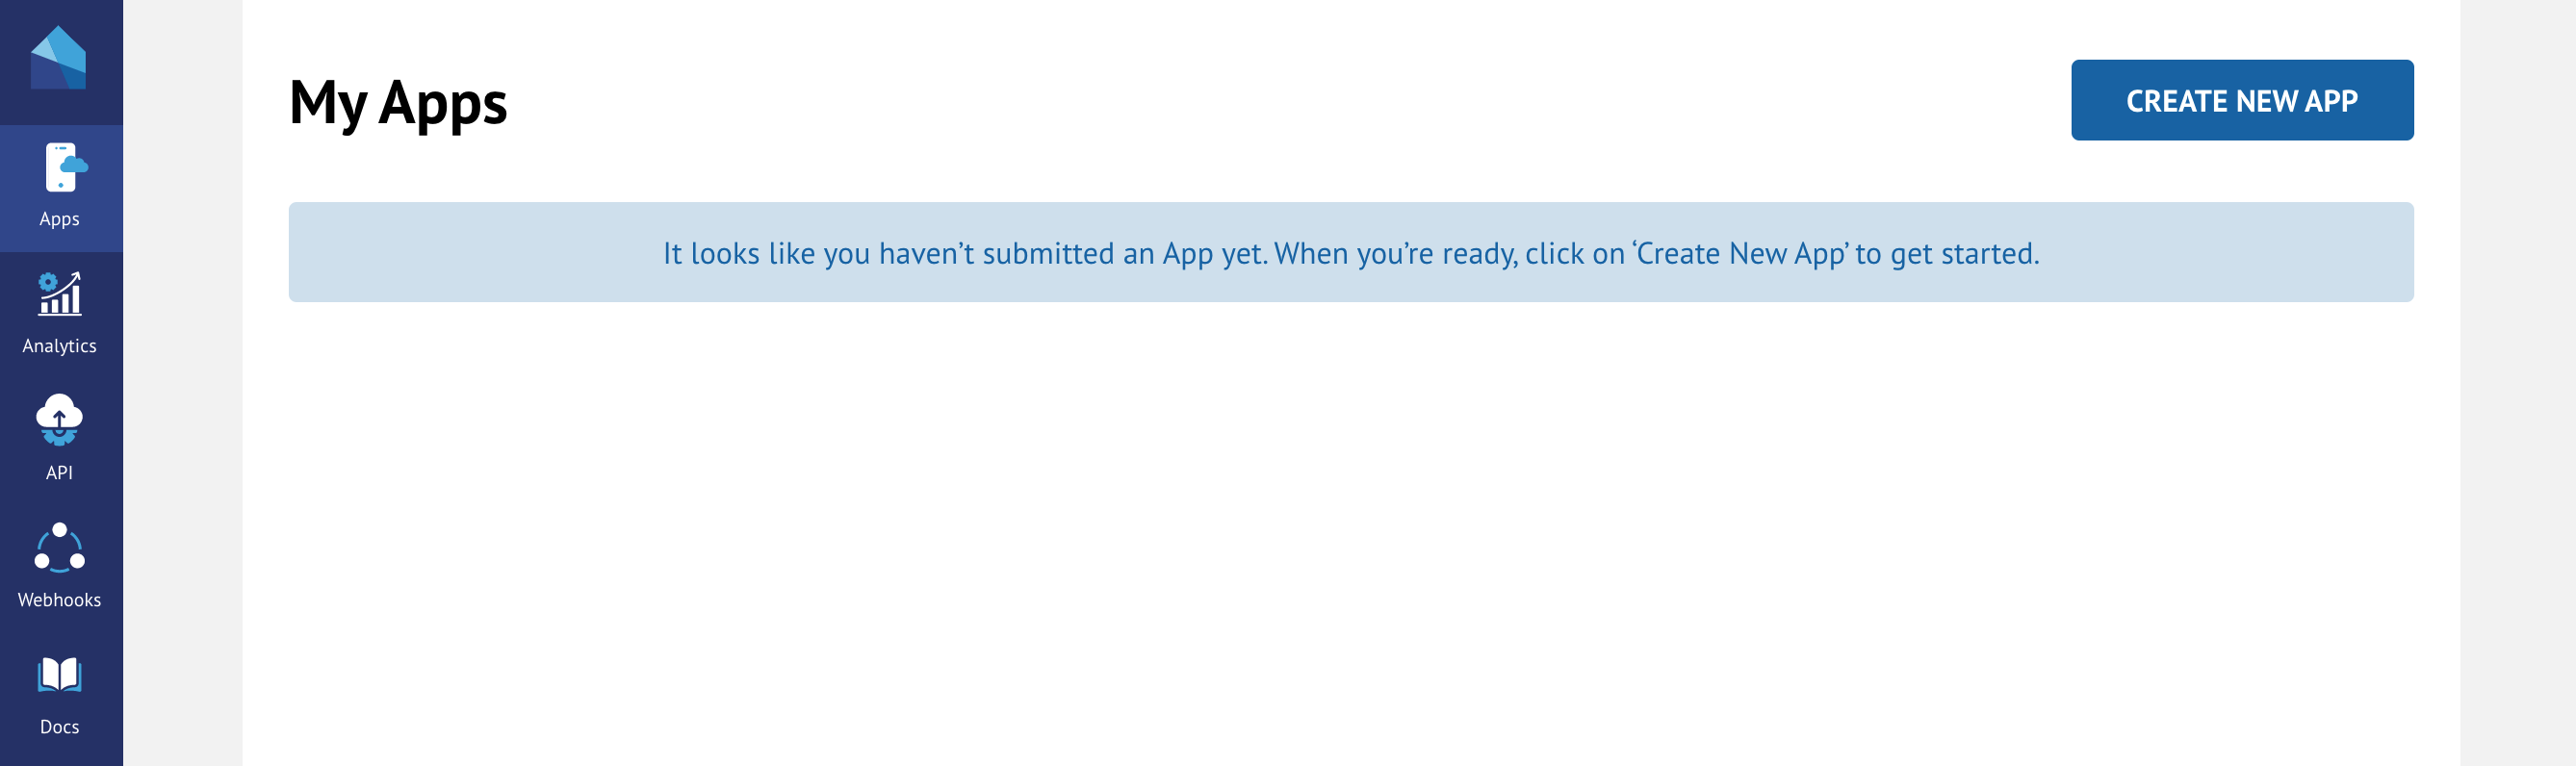 My Apps
CREATE NEW APP
It looks like you haven’t submitted an App yet. When you’re ready, click on ‘Create New App’ to get started.
Apps
Analytics
API
Webhooks
Docs